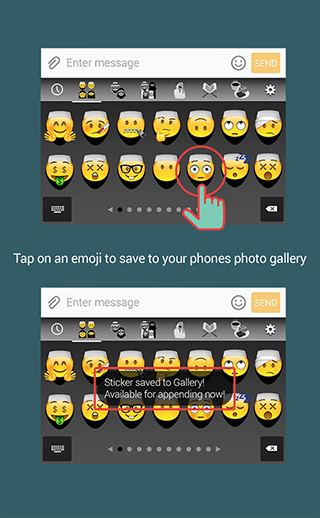 Enter message
SEND
Tap on an emoji to save to your phones photo gallery
Enter message
SEND
Sticker saved to Gallery!
Available for appending now!